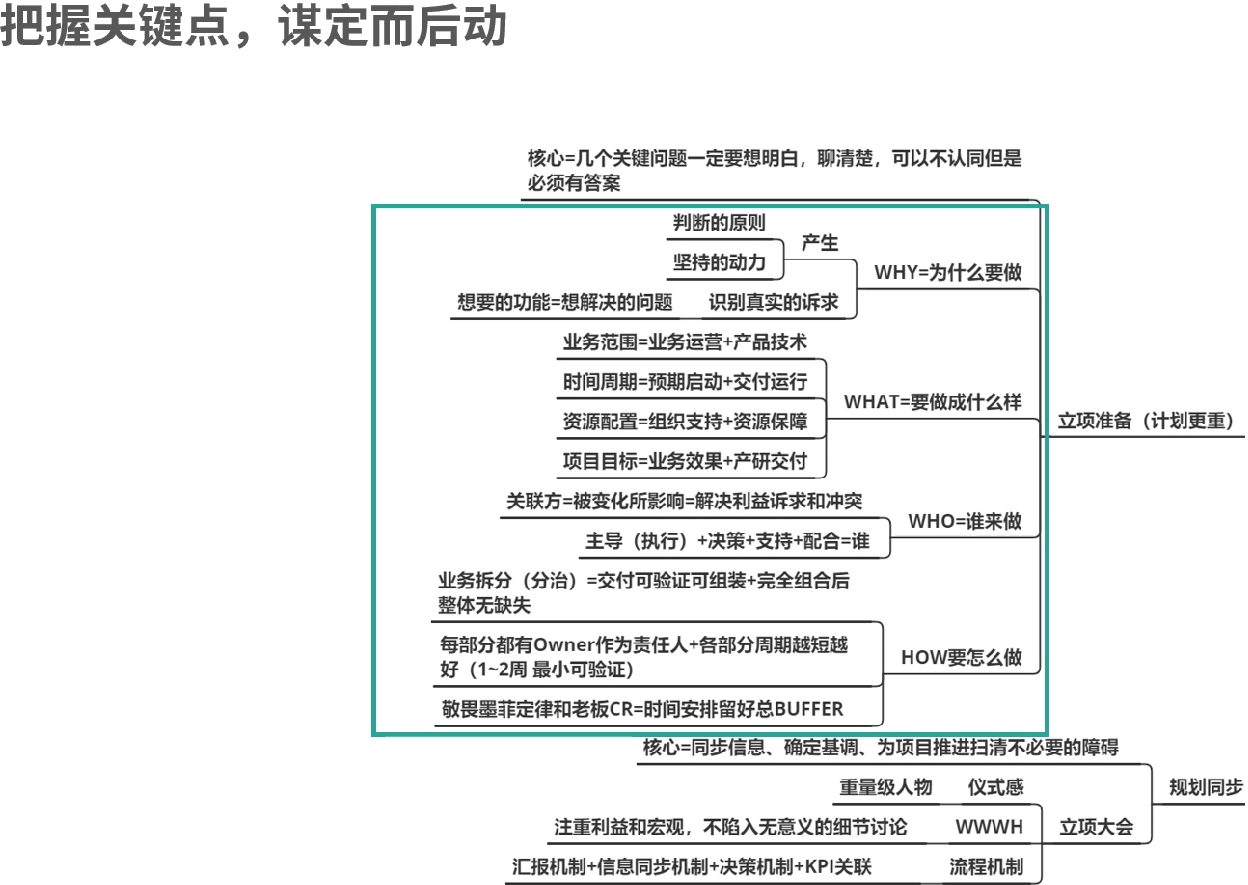 把握关键点，谋定而后动
核心=几个关键问题一定要想明白，聊清楚，可以不认同但是
必须有答案
判断的原则
产生
坚持的动力
WHY=为什么要做
想要的功能=想解决的问题
识别真实的诉求
业务范围=业务运营+产品技术
时间周期=预期启动+交付运行
WHAT=要做成什么样
资源配置=组织支持+资源保障
立项准备（计划更重）
项目目标=业务效果+产研交付
关联方=被变化所影响=解决利益诉求和冲突
WHO=谁来做
主导（执行）+决策+支持+配合=谁
业务拆分（分治）=交付可验证可组装+完全组合后
整体无缺失
每部分都有Owner作为责任人+各部分周期越短越
好（1~2周 最小可验证）
HOW要怎么做
敬畏墨菲定律和老板CR=时间安排留好总BUFFER
核心=同步信息、确定基调、为项目推进扫清不必要的障碍
重量级人物
仪式感
规划同步
注重利益和宏观，不陷入无意义的细节讨论
WWWH
立项大会
汇报机制+信息同步机制+决策机制+KPI关联
流程机制